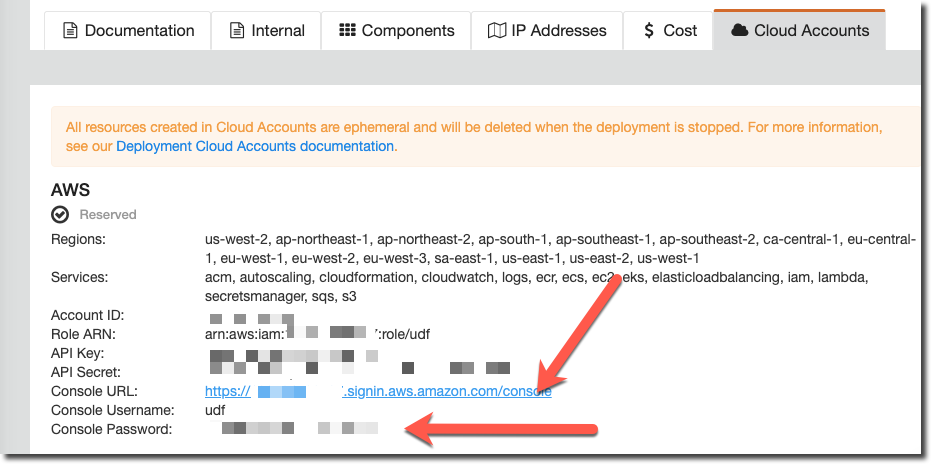 Documentation Internal Components IP Addresses $ Cost Cloud Accounts
All resources created in Cloud Accounts are ephemeral and will be deleted when the deployment is stopped. For more information,
see our Deployment Cloud Accounts documentation.
AWS
Reserved
Regions: us-west-2, ap-northeast-1, ap-northeast-2, ap-south-1, ap-southeast-1, ap-southeast-2, ca-central-1, eu-central-
1, eu-west-1, eu-west-2, eu-west-3, sa-east-1, us-east-1, us-east-2, us-west-1
Services: acm, autoscaling, cloudformation, cloudwatch, logs, ecr, ecs, ec2, eks, elasticloadbalancing, iam, lambda,
secretsmanager, sqs, s3
Account ID:
Role ARN: arn:aws:iam: :role/udf
API Key:
API Secret:
Console URL: https:// .signin.aws.amazon.com/console
Console Username: udf
Console Password: